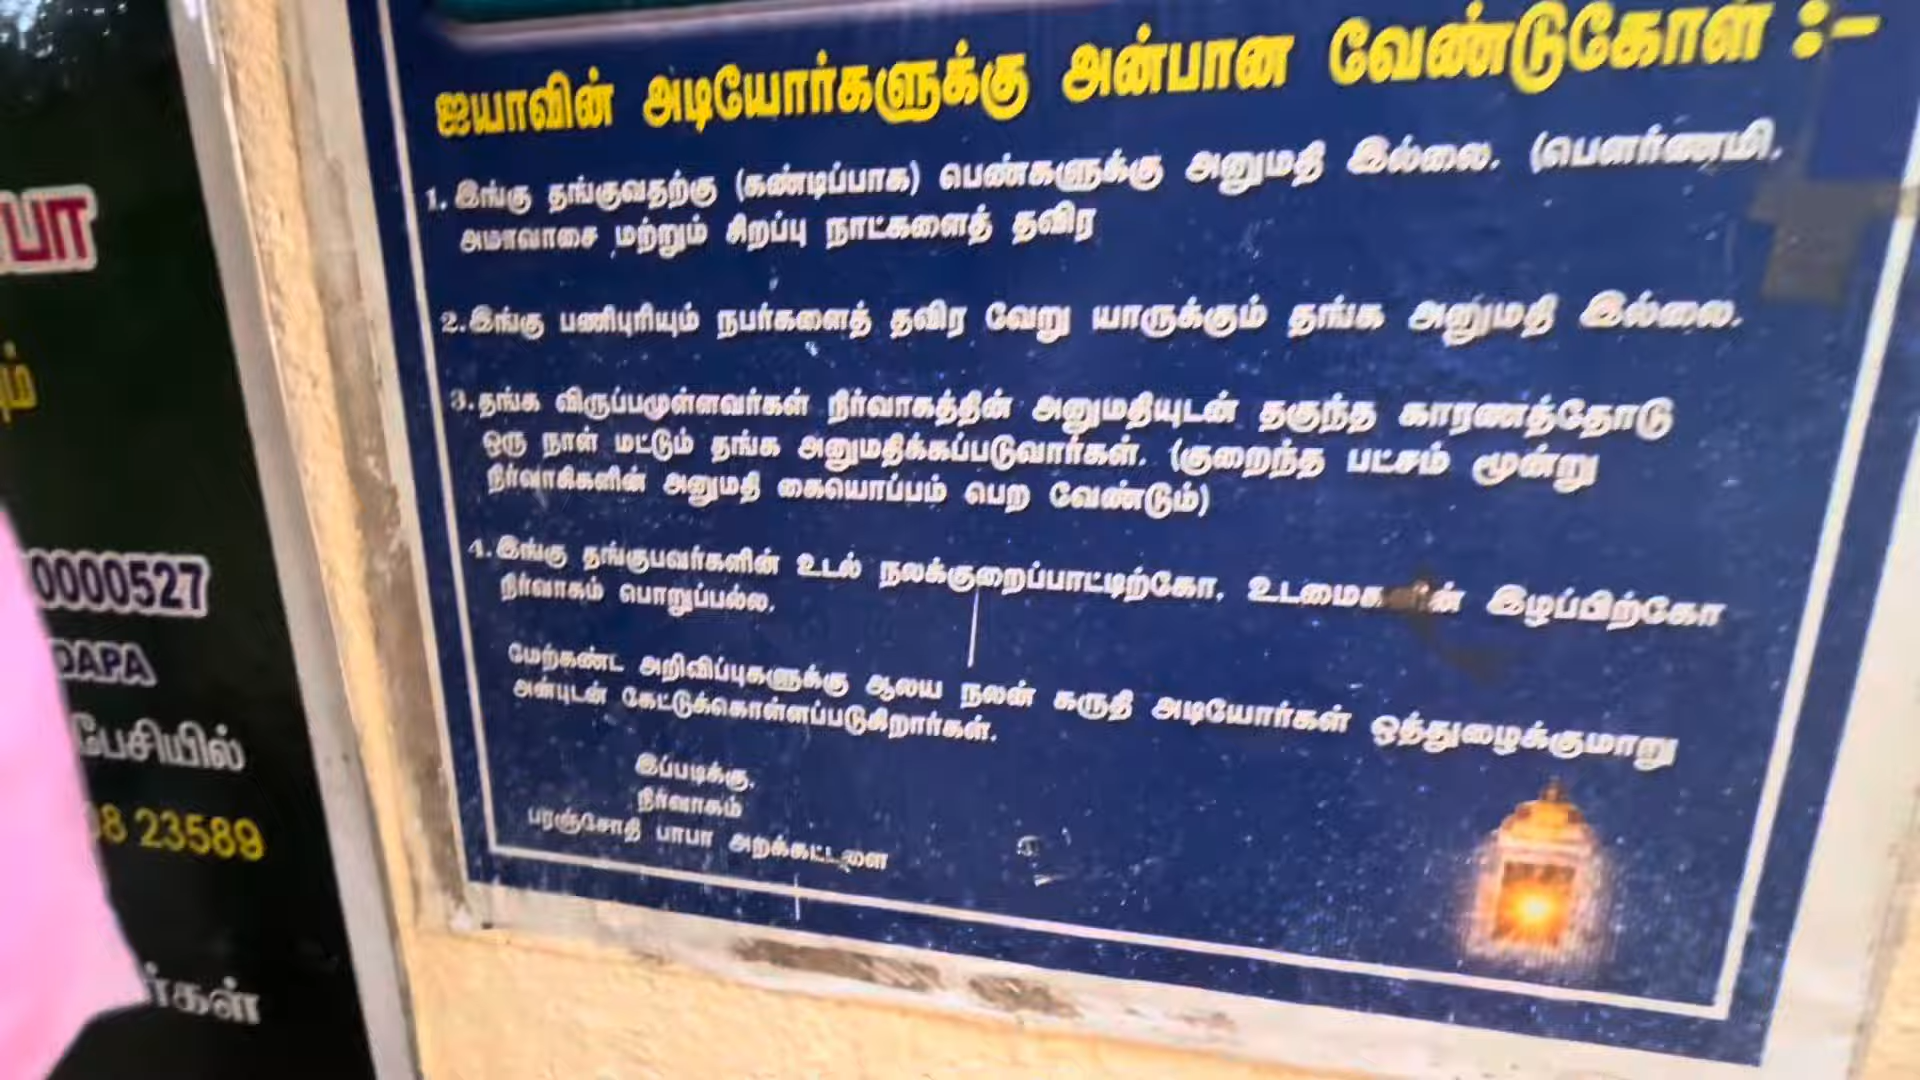 ஐயாவின் அடியோர்களுக்கு அன்பான வேண்டுகோள் :-
1. இங்கு தங்குவதற்கு (கண்டிப்பாக) பெண்களுக்கு அனுமதி இல்லை. (பௌர்ணமி,
அமாவாசை மற்றும் சிறப்பு நாட்களைத் தவிர
2. இங்கு பணிபுரியும் நபர்களைத் தவிர வேறு யாருக்கும் தங்க அனுமதி இல்லை.
3. தங்க விருப்பமுள்ளவர்கள் நிர்வாகத்தின் அனுமதியுடன் தகுந்த காரணத்தோடு
ஒரு நாள் மட்டும் தங்க அனுமதிக்கப்படுவார்கள். (குறைந்த பட்சம் மூன்று
நிர்வாகிகளின் அனுமதி கையொப்பம் பெற வேண்டும்)
4. இங்கு தங்குபவர்களின் உடல் நலக்குறைப்பாட்டிற்கோ, உடமைகளின் இழப்பிற்கோ
நிர்வாகம் பொறுப்பல்ல.
மேற்கண்ட அறிவிப்புகளுக்கு ஆலய நலன் கருதி அடியோர்கள் ஒத்துழைக்குமாறு
அன்புடன் கேட்டுக்கொள்ளப்படுகிறார்கள்.
இப்படிக்கு,
நிர்வாகம்
பரஞ்சோதி பாபா அறக்கட்டளை
பா
0000527
DAPA
பேசியில்
08 23589
ர்கள்